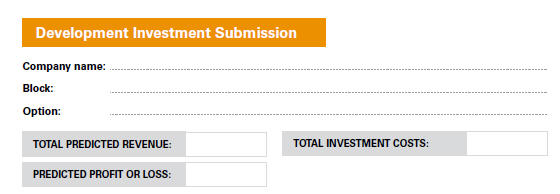 Development Investment Submission
Company name:
Block:
Option:
TOTAL PREDICTED REVENUE:
TOTAL INVESTMENT COSTS:
PREDICTED PROFIT OR LOSS: